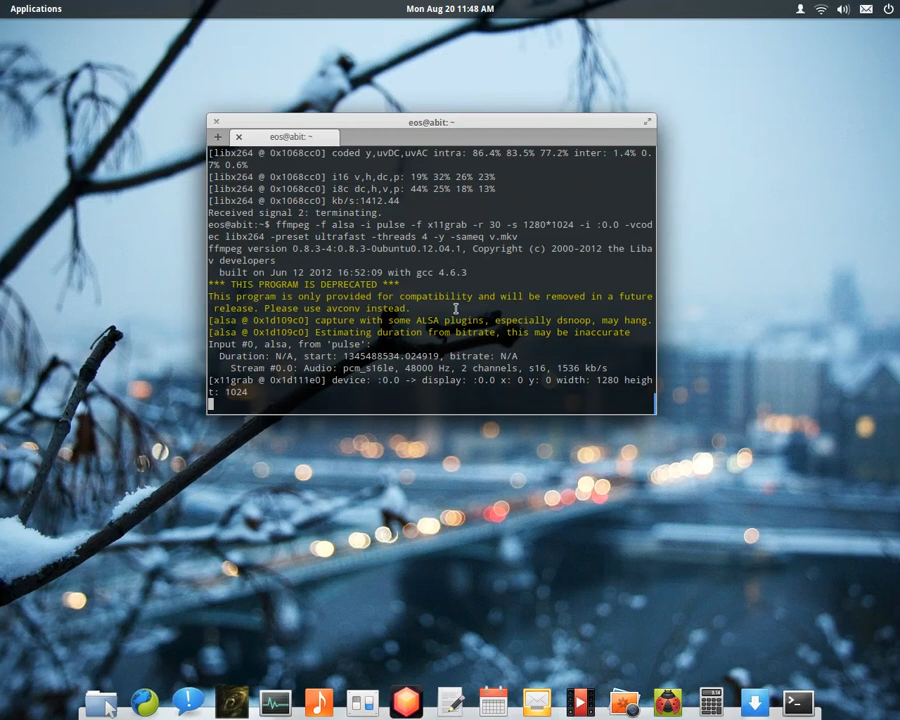 Applications
Mon Aug 20 11:48 AM
eos@abit: ~
eos@abit: ~
[libx264 @ 0x1068cc0] coded y,uvDC,uvAC intra: 86.4% 83.5% 77.2% inter: 1.4% 0.
7% 0.6%
[libx264 @ 0x1068cc0] i16 v,h,dc,p: 19% 32% 26% 23%
[libx264 @ 0x1068cc0] i8c dc,h,v,p: 44% 25% 18% 13%
[libx264 @ 0x1068cc0] kb/s:1412.44
Received signal 2: terminating.
eos@abit:~$ ffmpeg -f alsa -i pulse -f x11grab -r 30 -s 1280*1024 -i :0.0 -vcod
ec libx264 -preset ultrafast -threads 4 -y -sameq v.mkv
ffmpeg version 0.8.3-4:0.8.3-0ubuntu0.12.04.1, Copyright (c) 2000-2012 the Liba
v developers
built on Jun 12 2012 16:52:09 with gcc 4.6.3
*** THIS PROGRAM IS DEPRECATED ***
This program is only provided for compatibility and will be removed in a future
release. Please use avconv instead.
[alsa @ 0x1d109c0] capture with some ALSA plugins, especially dsnoop, may hang.
[alsa @ 0x1d109c0] Estimating duration from bitrate, this may be inaccurate
Input #0, alsa, from 'pulse':
Duration: N/A, start: 1345488534.024919, bitrate: N/A
Stream #0.0: Audio: pcm_s16le, 48000 Hz, 2 channels, s16, 1536 kb/s
[x11grab @ 0x1d111e0] device: :0.0 -> display: :0.0 x: 0 y: 0 width: 1280 heigh
t: 1024